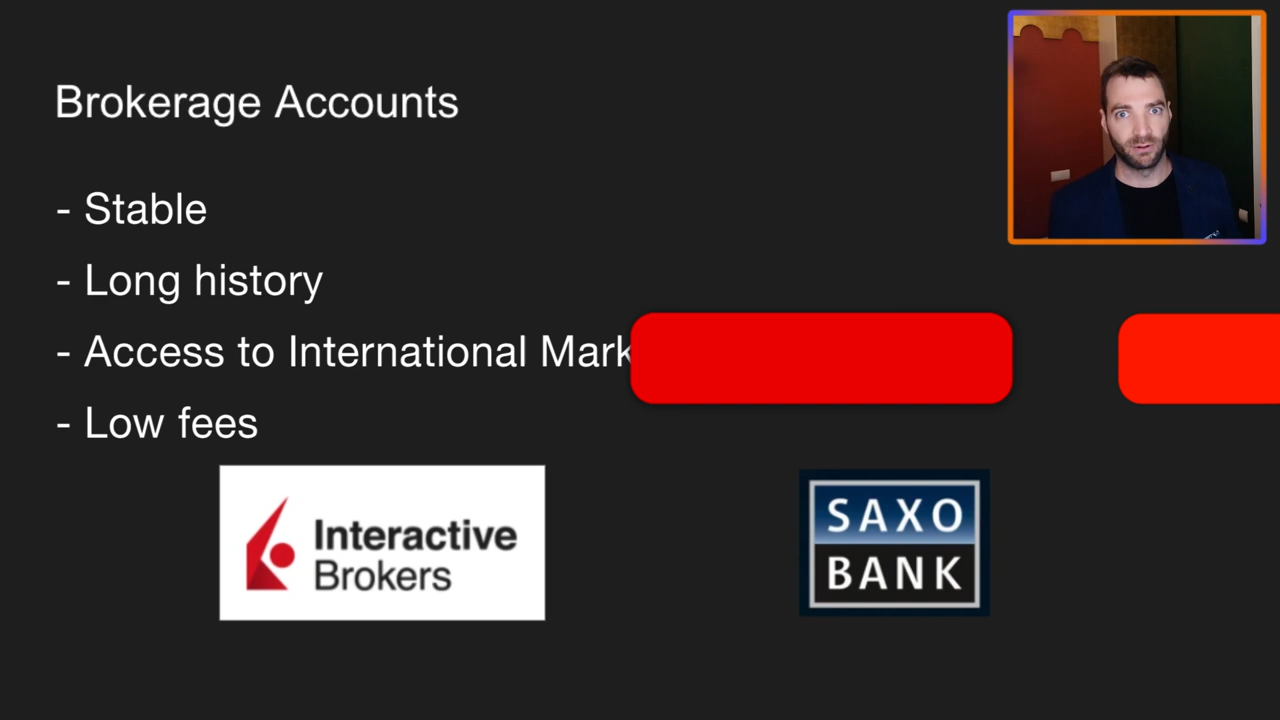 Brokerage Accounts
- Stable
- Long history
- Access to International Mark
- Low fees
Interactive
Brokers
SAXO
BANK